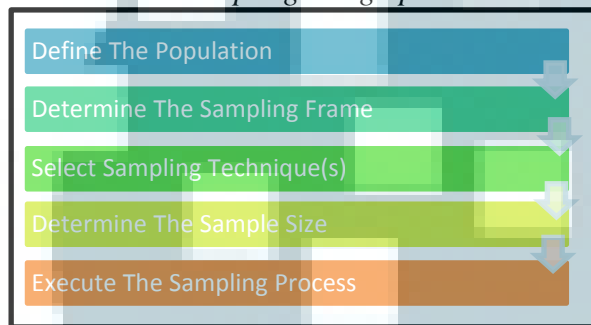 Define The Population
Determine The Sampling Frame
Select Sampling Technique(s)
Determine The Sample Size
Execute The Sampling Process